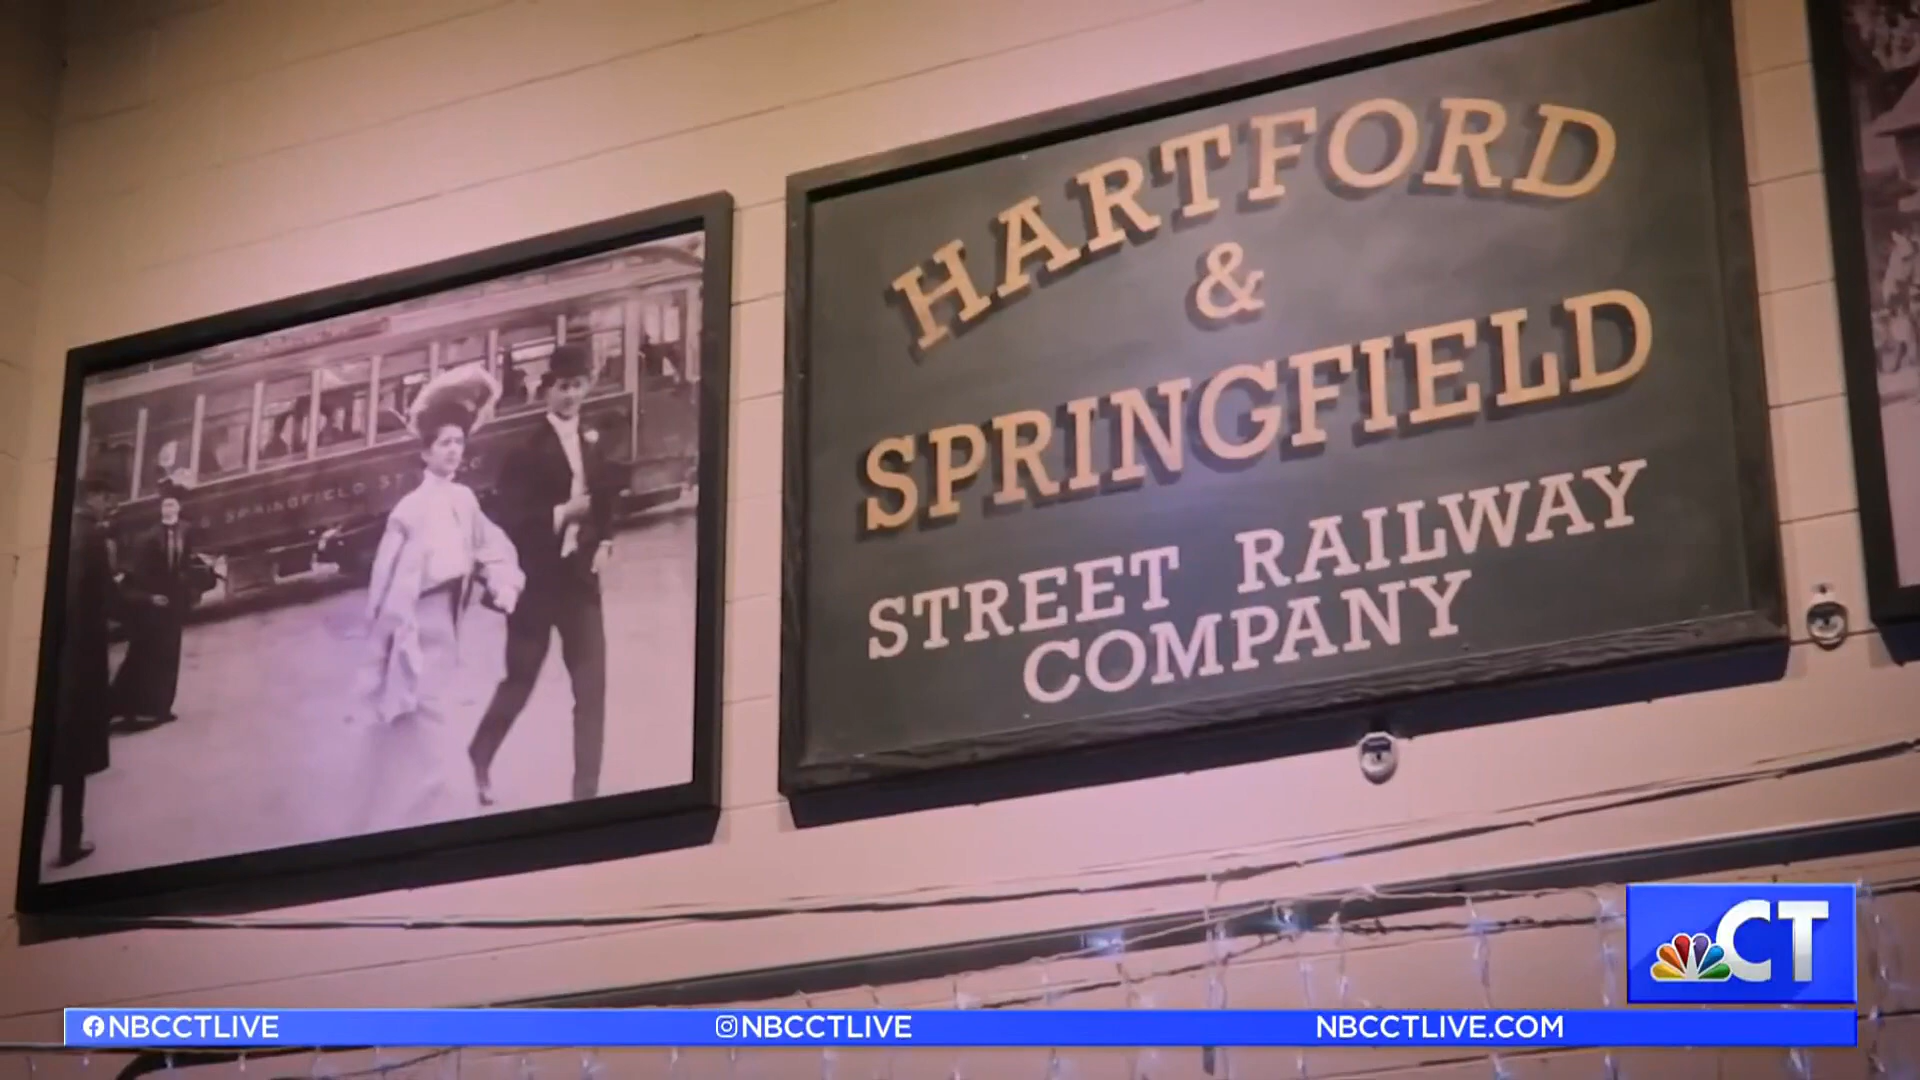 HARTFORD
&
SPRINGFIELD
STREET RAILWAY
COMPANY
SPRINGFIELD ST
CT
NBCCTLIVE
NBCCTLIVE
NBCCTLIVE.COM